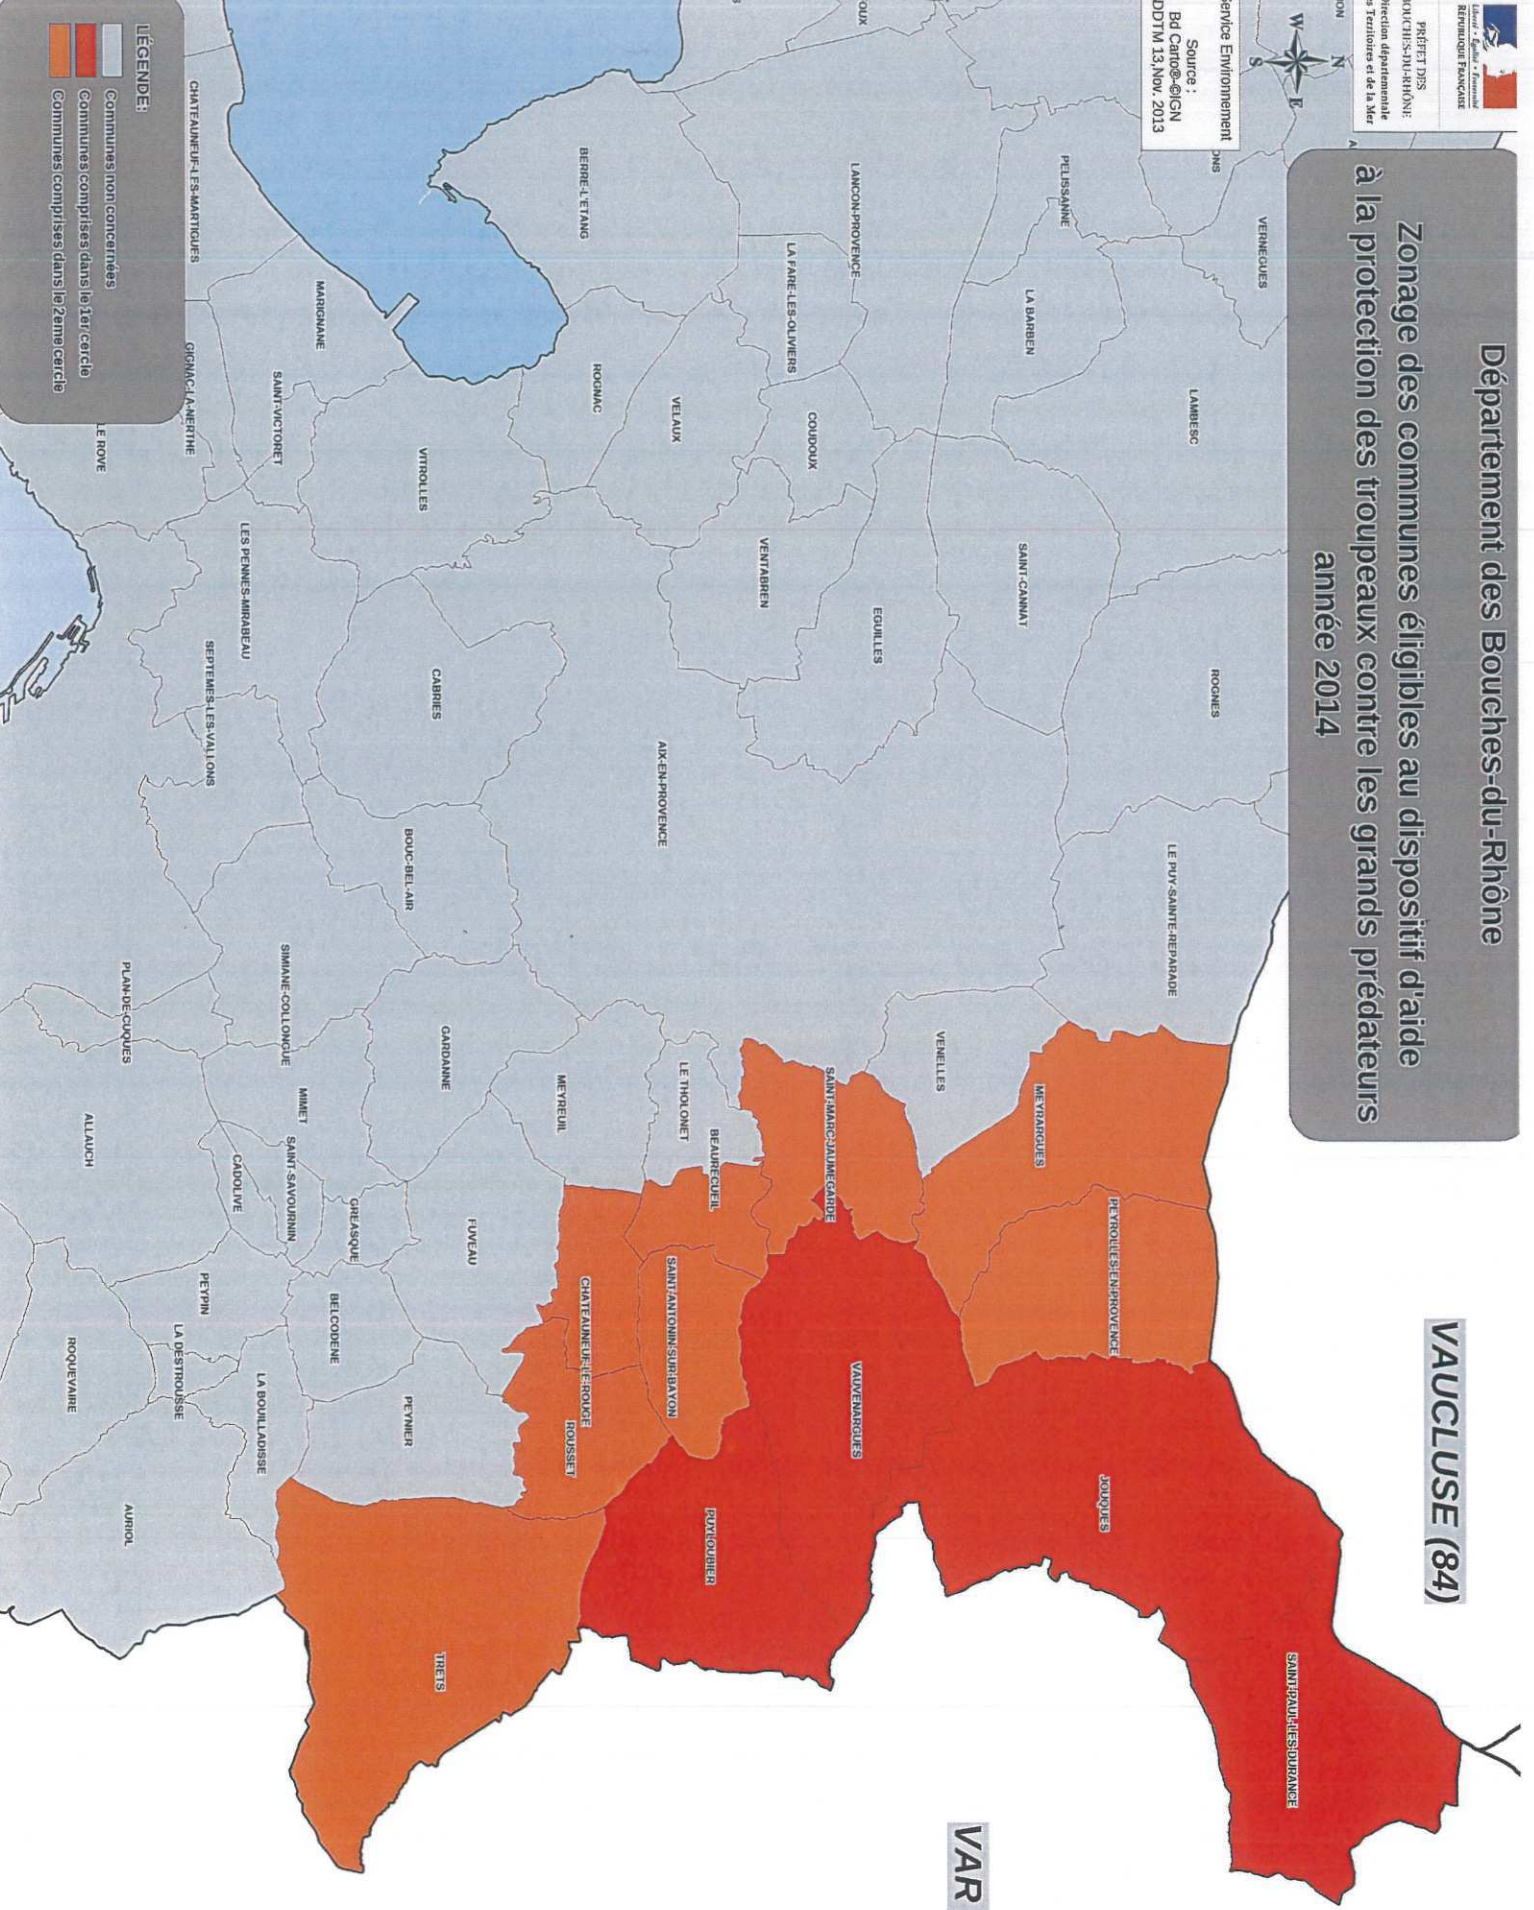 Liberté • Égalité • Fraternité
RÉPUBLIQUE FRANÇAISE
PRÉFET DES
BOUCHES-DU-RHÔNE
Direction départementale
des Territoires et de la Mer
Département des Bouches-du-Rhône
Zonage des communes éligibles au dispositif d'aide
à la protection des troupeaux contre les grands prédateurs
année 2014
N
W
E
S
Service Environnement
Source :
Bd Carto®-©IGN
DDTM 13,Nov. 2013
VAUCLUSE (84)
VAR
VERNEGUES
PELISSANNE
LAMBESC
LA BARBEN
ROGNES
LE PUY-SAINTE-REPARADE
SAINT-CANNAT
LANCON-PROVENCE
LA FARE-LES-OLIVIERS
COUDOUX
EGUILLES
VENTABREN
VELAUX
BERRE-L'ETANG
ROGNAC
AIX-EN-PROVENCE
VENELLES
MEYRARGUES
PEYROLLES-EN-PROVENCE
JOUQUES
SAINT-PAUL-LES-DURANCE
SAINT-MARC-JAUMEGARDE
VAUVENARGUES
LE THOLONET
BEAURECUEIL
SAINT-ANTONIN-SUR-BAYON
PUYLOUBIER
CHATEAUNEUF-LE-ROUGE
ROUSSET
MEYREUIL
VITROLLES
CABRIES
BOUC-BEL-AIR
GARDANNE
FUVEAU
TRETS
PEYNIER
GREASQUE
BELCODENE
MARIGNANE
SAINT-VICTORET
LES PENNES-MIRABEAU
SEPTEMES-LES-VALLONS
SIMIANE-COLLONGUE
MIMET
SAINT-SAVOURNIN
CADOLIVE
LA BOUILLADISSE
PEYPIN
LA DESTROUSSE
CHATEAUNEUF-LES-MARTIGUES
GIGNAC-LA-NERTHE
LE ROVE
PLAN-DE-CUQUES
ALLAUCH
ROQUEVAIRE
AURIOL
LÉGENDE:
Communes non concernées
Communes comprises dans le 1er cercle
Communes comprises dans le 2eme cercle